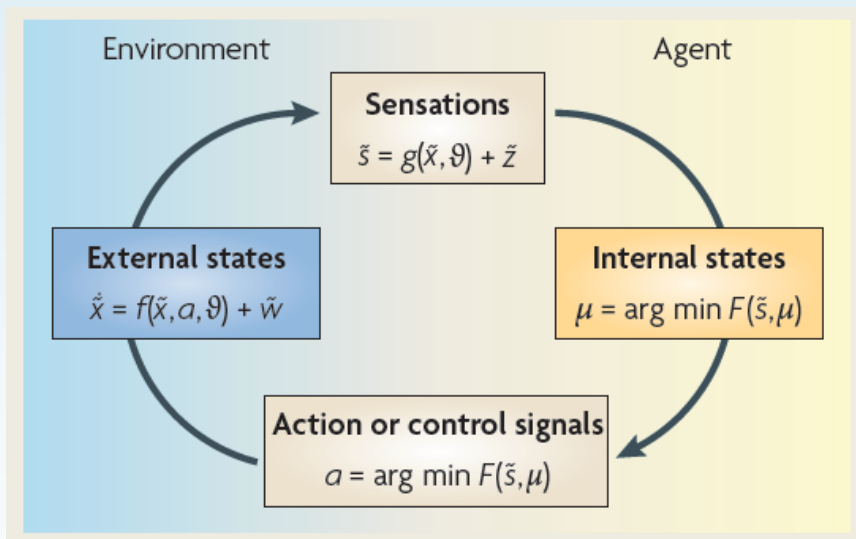 Environment
Agent
Sensations
s̃ = g(x̃, ϑ) + z̃
External states
ẋ̃ = f(x̃, a, ϑ) + w̃
Internal states
μ = arg min F(s̃, μ)
Action or control signals
a = arg min F(s̃, μ)